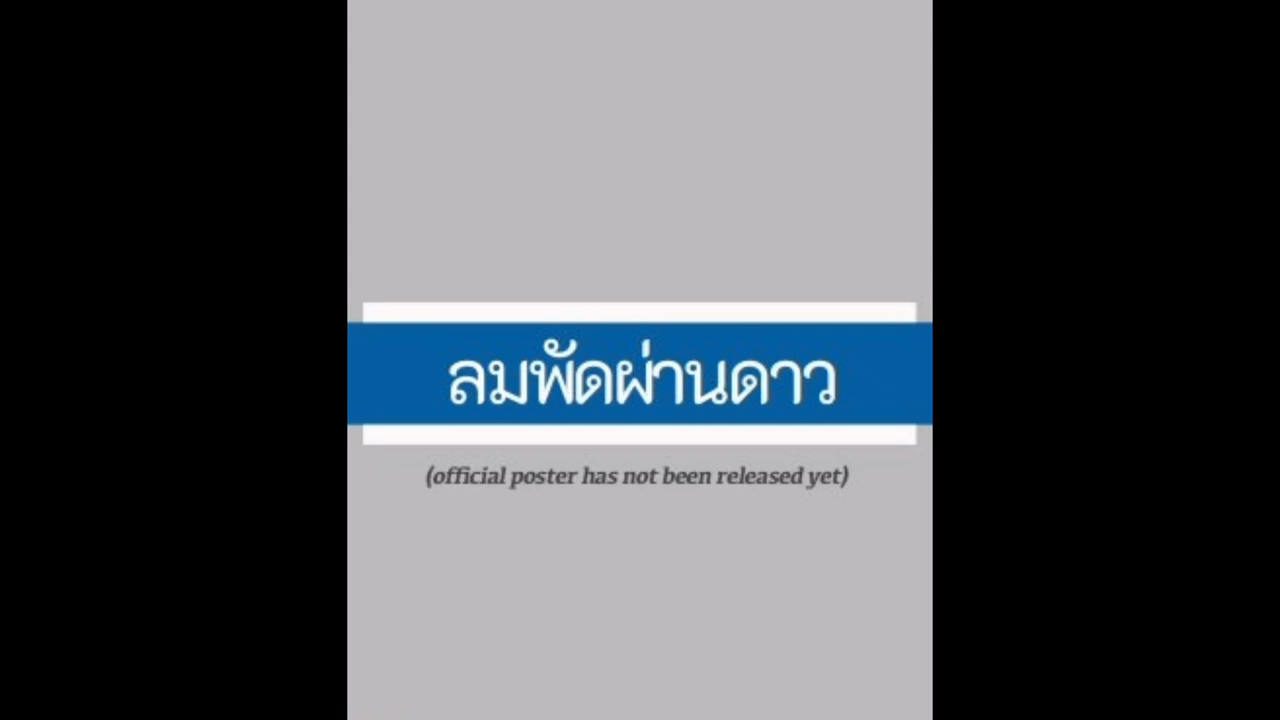 ลมพัดผ่านดาว
(official poster has not been released yet)